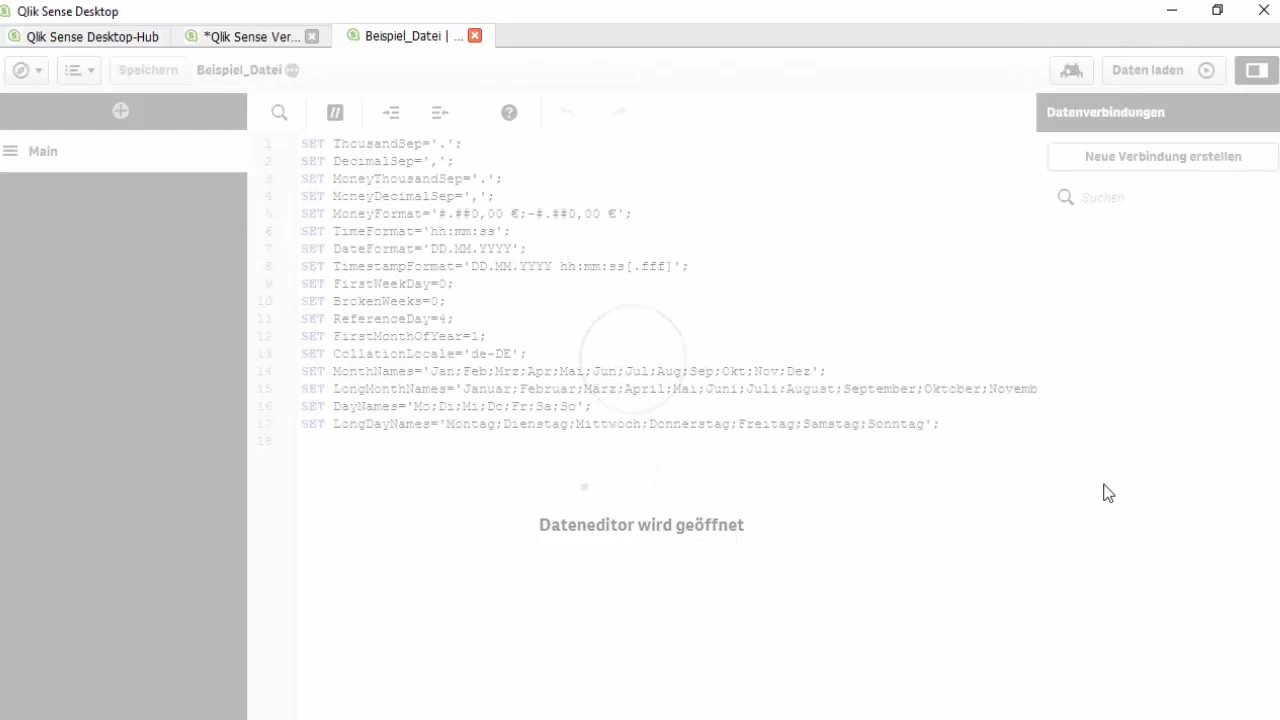 Qlik Sense Desktop
Qlik Sense Desktop-Hub
*Qlik Sense Ver...
Beispiel_Datei | ...
Speichern
Beispiel_Datei
Daten laden
Datenverbindungen
Main
Neue Verbindung erstellen
Suchen
1 SET ThousandSep='.';
2 SET DecimalSep=',';
3 SET MoneyThousandSep='.';
4 SET MoneyDecimalSep=',';
5 SET MoneyFormat='#.##0,00 €;-#.##0,00 €';
6 SET TimeFormat='hh:mm:ss';
7 SET DateFormat='DD.MM.YYYY';
8 SET TimestampFormat='DD.MM.YYYY hh:mm:ss[.fff]';
9 SET FirstWeekDay=0;
10 SET BrokenWeeks=0;
11 SET ReferenceDay=4;
12 SET FirstMonthOfYear=1;
13 SET CollationLocale='de-DE';
14 SET MonthNames='Jan;Feb;Mrz;Apr;Mai;Jun;Jul;Aug;Sep;Okt;Nov;Dez';
15 SET LongMonthNames='Januar;Februar;März;April;Mai;Juni;Juli;August;September;Oktober;Novemb
16 SET DayNames='Mo;Di;Mi;Do;Fr;Sa;So';
17 SET LongDayNames='Montag;Dienstag;Mittwoch;Donnerstag;Freitag;Samstag;Sonntag';
18
Dateneditor wird geöffnet